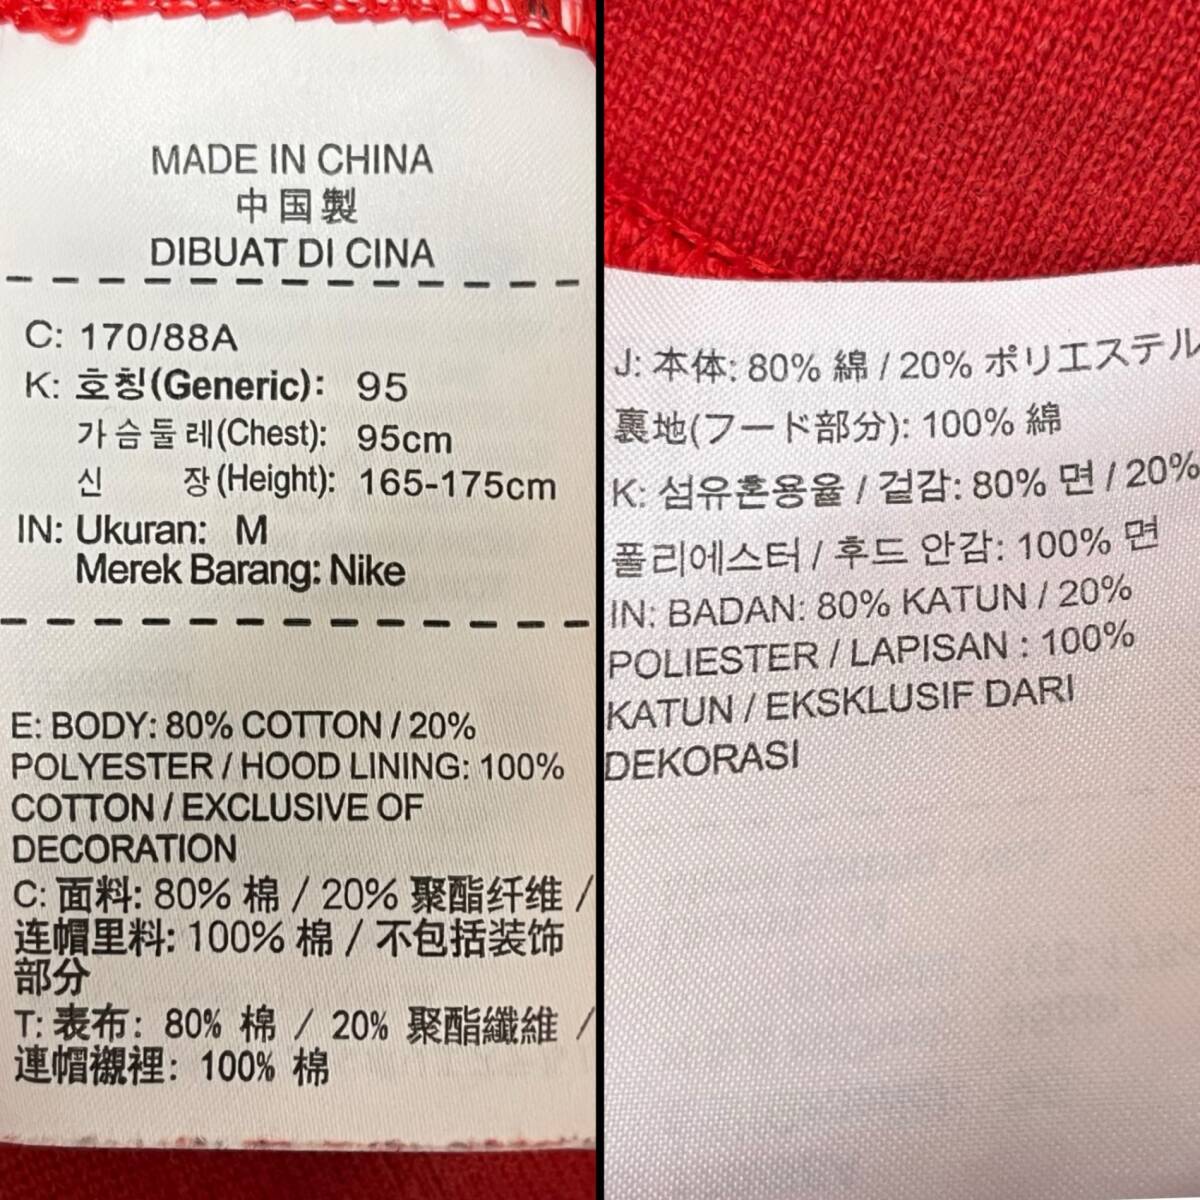 MADE IN CHINA
中国製
DIBUAT DI CINA
C: 170/88A
K: 호칭(Generic): 95
가슴둘레(Chest): 95cm
신 장(Height): 165-175cm
IN: Ukuran: M
Merek Barang: Nike
E: BODY: 80% COTTON / 20%
POLYESTER / HOOD LINING: 100%
COTTON / EXCLUSIVE OF
DECORATION
C: 面料: 80% 棉 / 20% 聚酯纤维 /
连帽里料: 100% 棉 / 不包括装饰
部分
T: 表布: 80% 棉 / 20% 聚酯纖維 /
連帽襯裡: 100% 棉
J: 本体: 80% 綿 / 20% ポリエステル
裏地(フード部分): 100% 綿
K: 섬유혼용율 / 겉감: 80% 면 / 20%
폴리에스터 / 후드 안감: 100% 면
IN: BADAN: 80% KATUN / 20%
POLIESTER / LAPISAN : 100%
KATUN / EKSKLUSIF DARI
DEKORASI